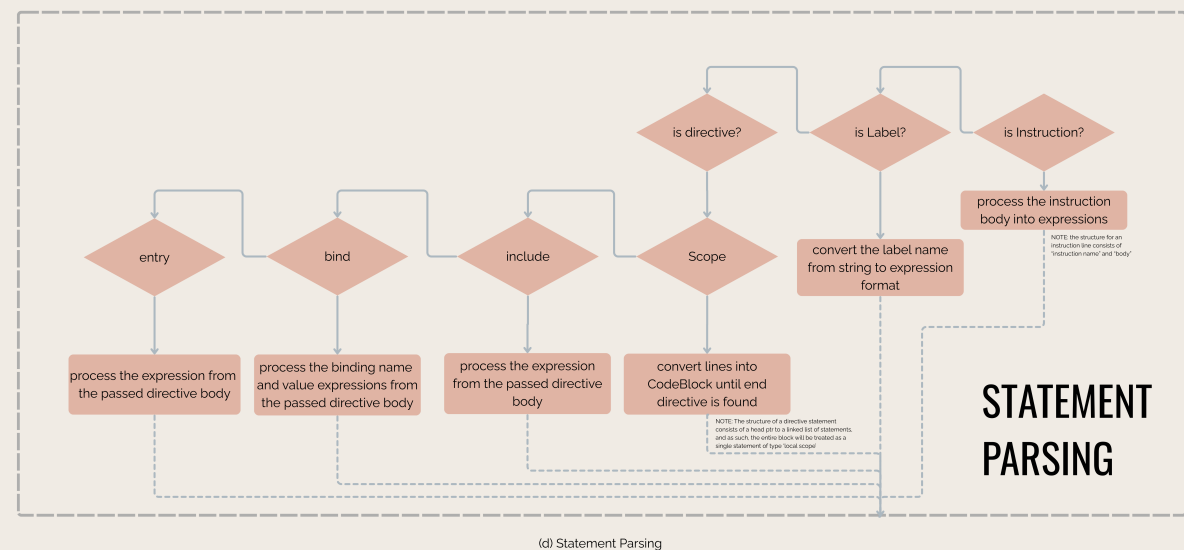 is directive?
is Label?
is Instruction?
process the instruction
body into expressions
NOTE: the structure for an
instruction line consists of
"instruction name" and "body"
entry
bind
include
Scope
convert the label name
from string to expression
format
process the expression from
the passed directive body
process the binding name
and value expressions from
the passed directive body
process the expression
from the passed directive
body
convert lines into
CodeBlock until end
directive is found
NOTE: The structure of a directive statement
consists of a head ptr to a linked list of statements,
and as such, the entire block will be treated as a
single statement of type 'local scope'
STATEMENT
PARSING
(d) Statement Parsing